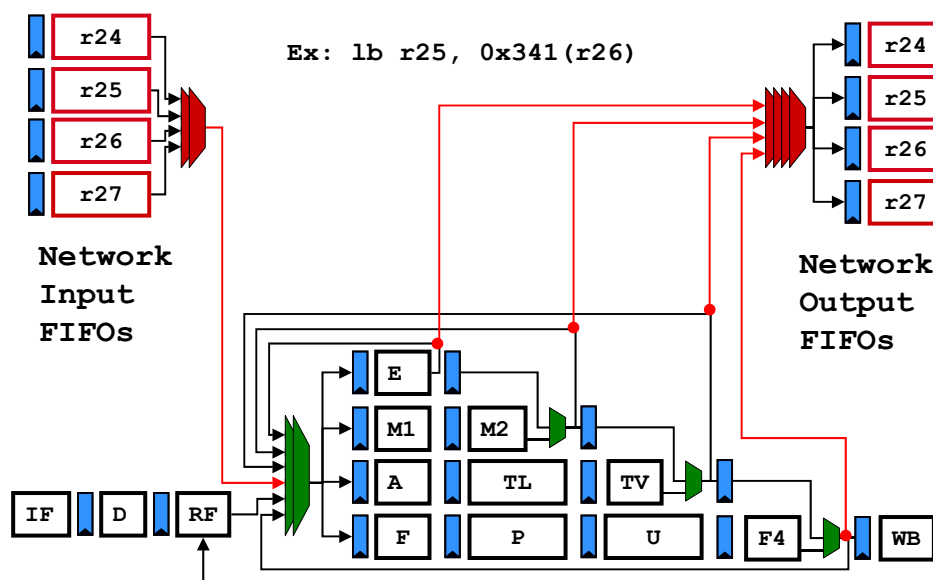 r24
r25
r26
r27
Network
Input
FIFOs
Ex: lb r25, 0x341(r26)
r24
r25
r26
r27
Network
Output
FIFOs
E
M1
M2
A
TL
TV
IF
D
RF
F
P
U
F4
WB